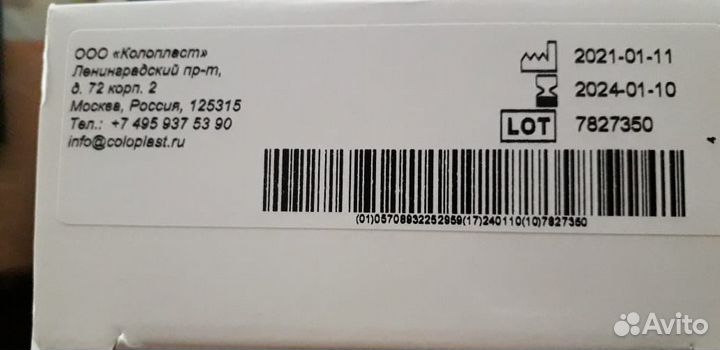 ООО «Колопласт»
Ленинградский пр-т,
д. 72 корп. 2
Москва, Россия, 125315
Тел.: +7 495 937 53 90
info@coloplast.ru
2021-01-11
2024-01-10
LOT 7827350
(01)05708932252959(17)240110(10)7827350
Avito